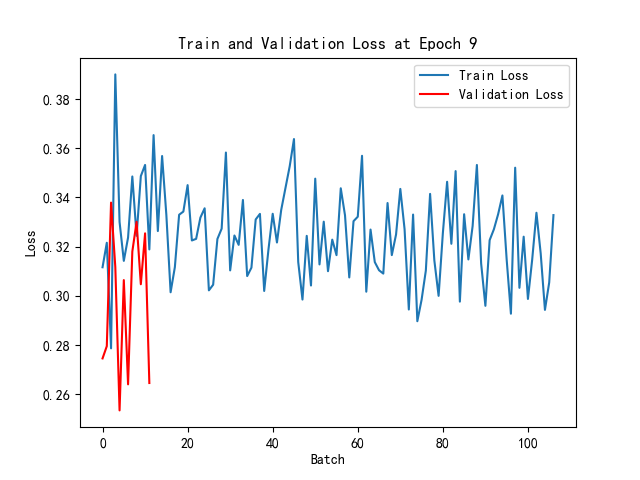 Train and Validation Loss at Epoch 9
Train Loss
Validation Loss
0.38
0.36
0.34
0.32
0.30
0.28
0.26
Loss
0 20 40 60 80 100
Batch